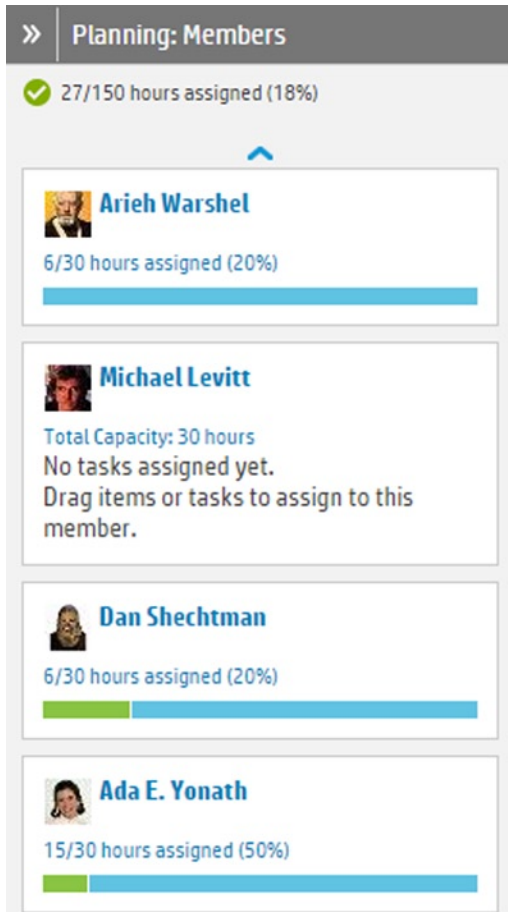 Planning: Members
27/150 hours assigned (18%)
Arieh Warshel
6/30 hours assigned (20%)
Michael Levitt
Total Capacity: 30 hours
No tasks assigned yet.
Drag items or tasks to assign to this
member.
Dan Shechtman
6/30 hours assigned (20%)
Ada E. Yonath
15/30 hours assigned (50%)